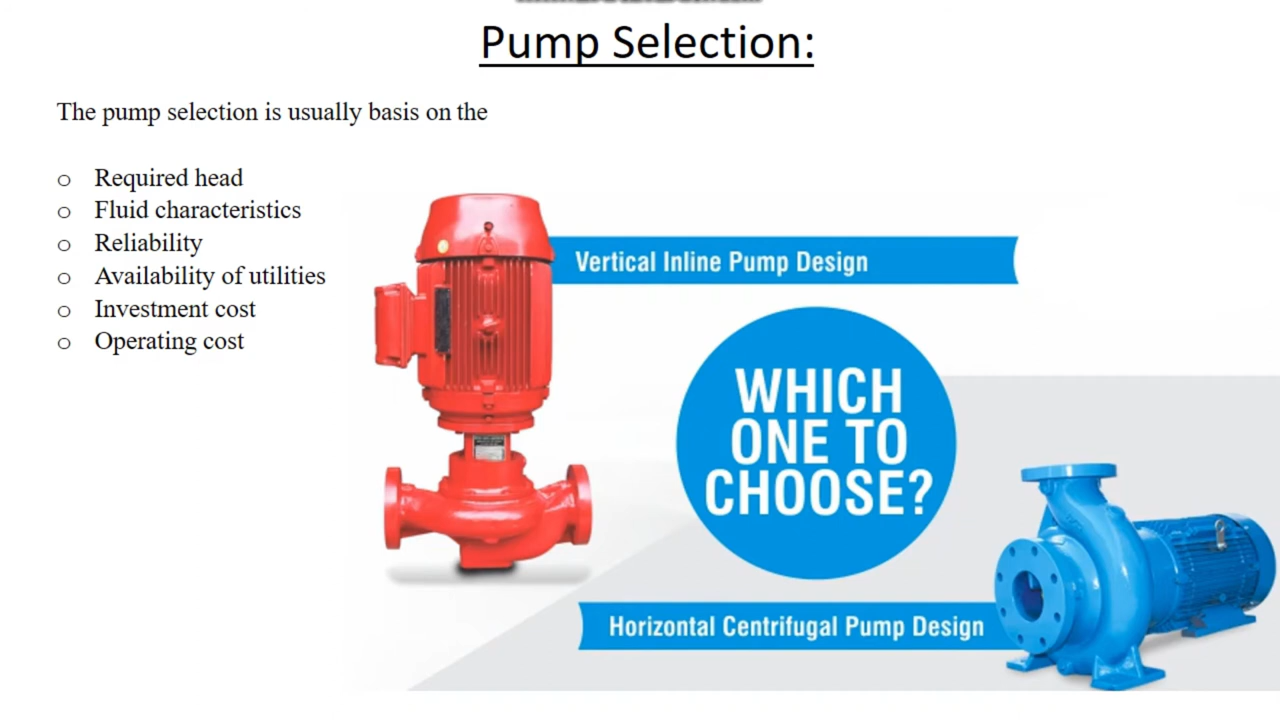 Pump Selection:
The pump selection is usually basis on the
o Required head
o Fluid characteristics
o Reliability
o Availability of utilities
o Investment cost
o Operating cost
Vertical Inline Pump Design
WHICH
ONE TO
CHOOSE?
Horizontal Centrifugal Pump Design